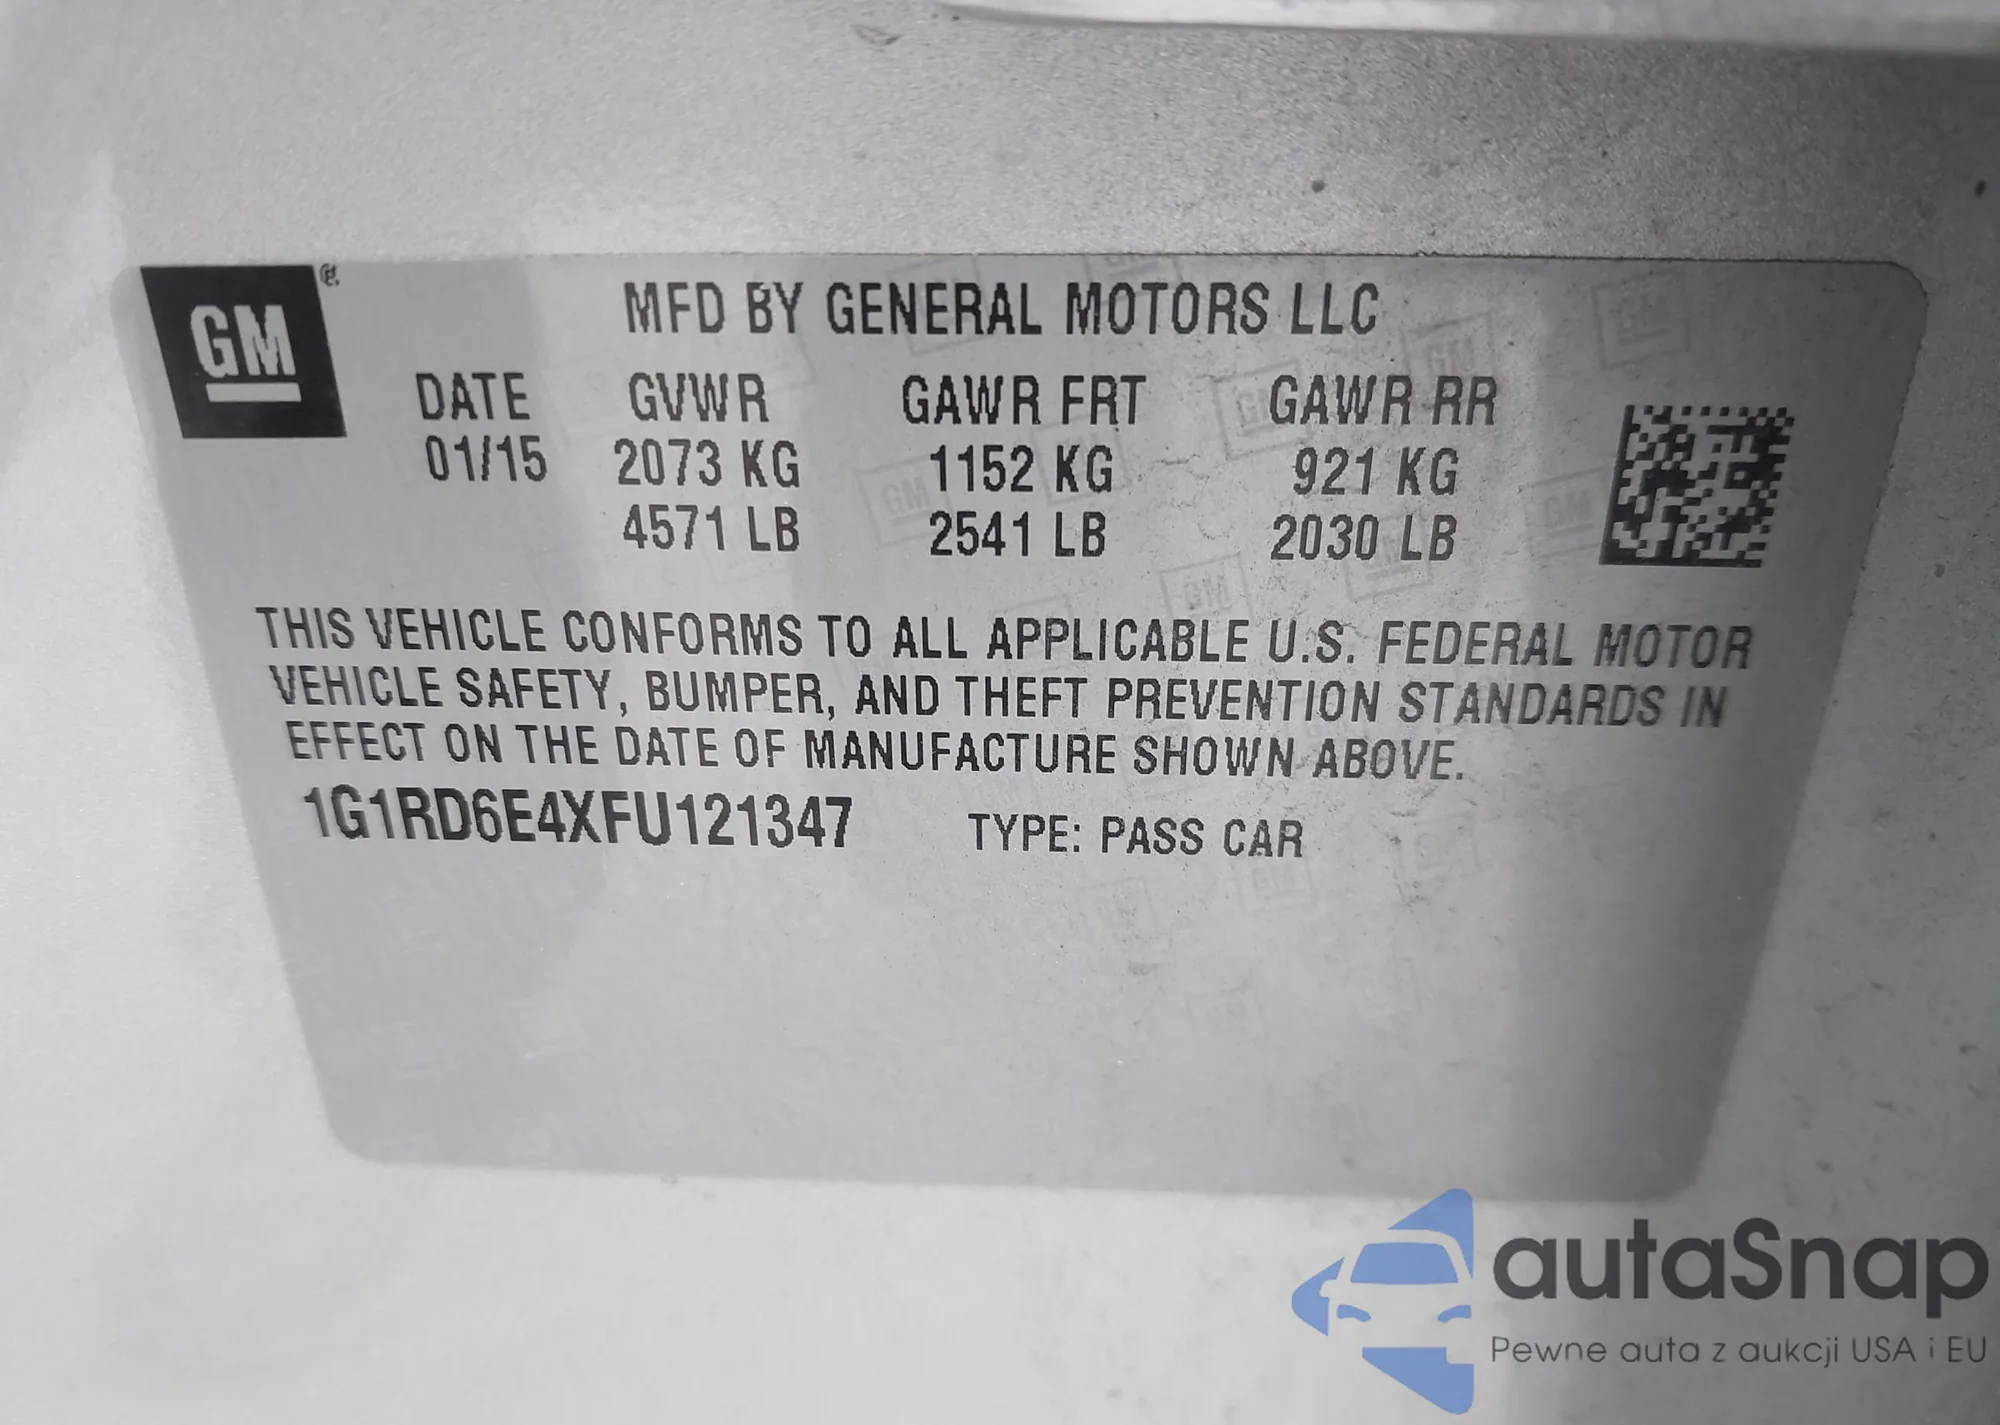 GM
MFD BY GENERAL MOTORS LLC
DATE GVWR GAWR FRT GAWR RR
01/15 2073 KG 1152 KG 921 KG
4571 LB 2541 LB 2030 LB
THIS VEHICLE CONFORMS TO ALL APPLICABLE U.S. FEDERAL MOTOR
VEHICLE SAFETY, BUMPER, AND THEFT PREVENTION STANDARDS IN
EFFECT ON THE DATE OF MANUFACTURE SHOWN ABOVE.
1G1RD6E4XFU121347 TYPE: PASS CAR
autaSnap
Pewne auta z aukcji USA i EU